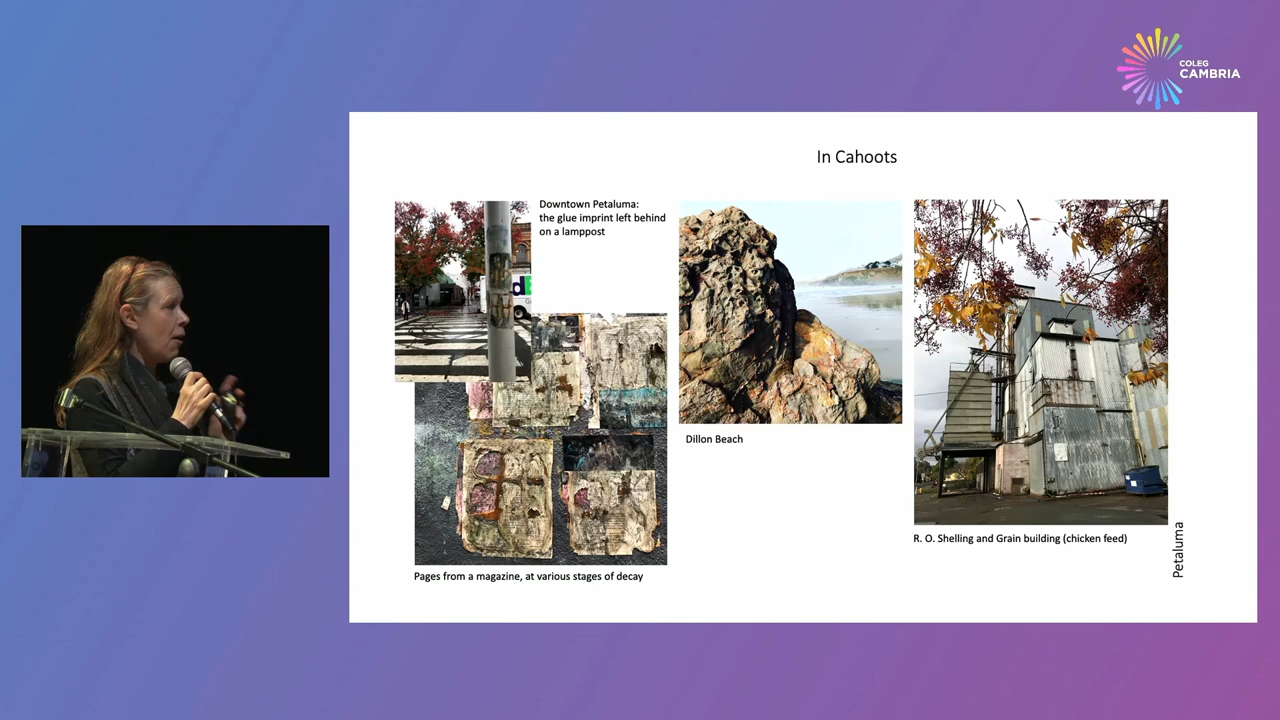 COLEG
CAMBRIA
In Cahoots
Downtown Petaluma:
the glue imprint left behind
on a lamppost
Dillon Beach
R. O. Shelling and Grain building (chicken feed)
Petaluma
Pages from a magazine, at various stages of decay